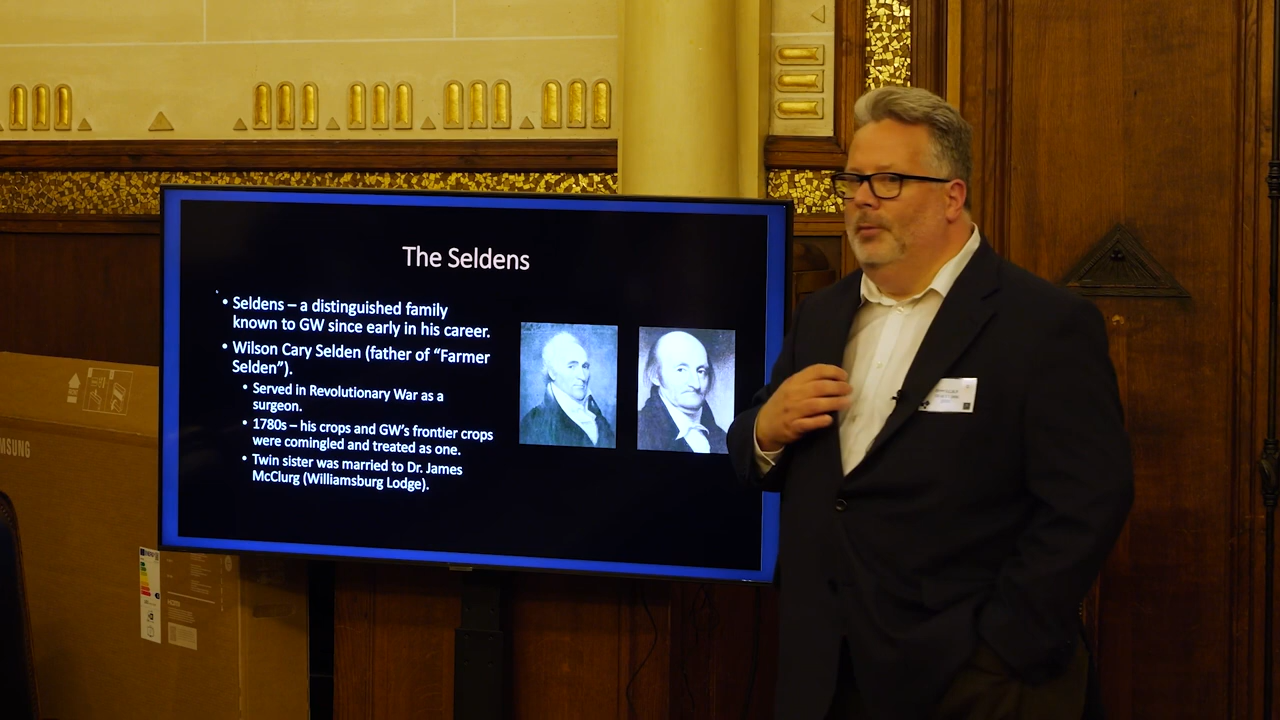 The Seldens
• Seldens – a distinguished family
known to GW since early in his career.
• Wilson Cary Selden (father of “Farmer
Selden”).
• Served in Revolutionary War as a
surgeon.
• 1780s – his crops and GW’s frontier crops
were comingled and treated as one.
• Twin sister was married to Dr. James
McClurg (Williamsburg Lodge).
MSUNG